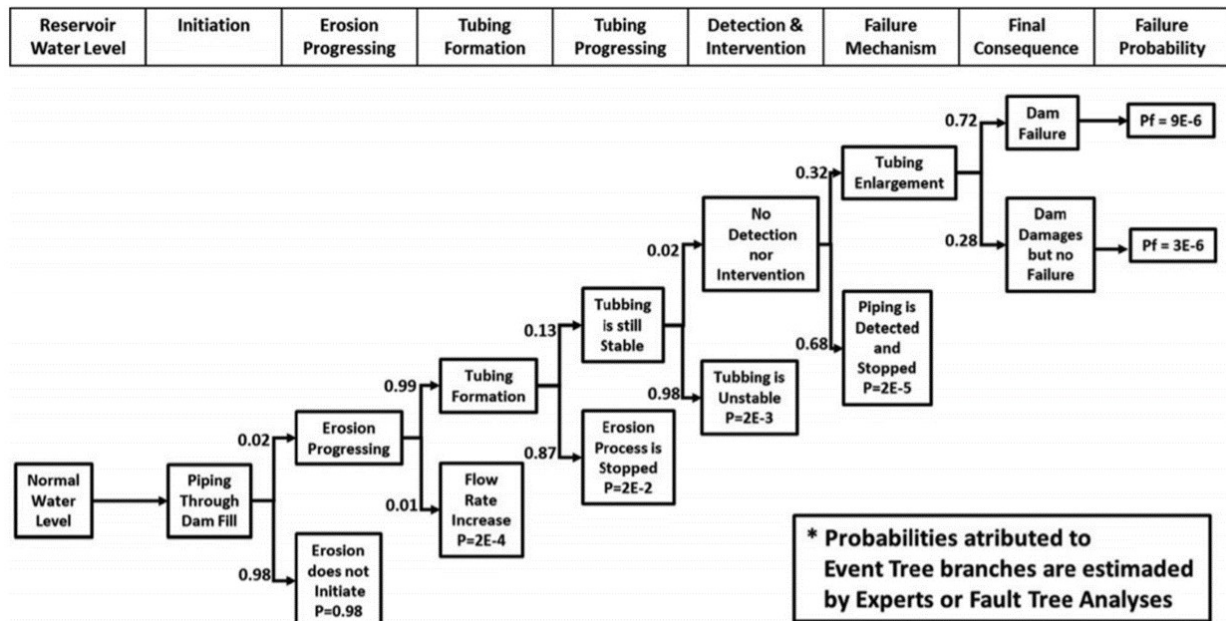 Reservoir
Water Level
Initiation
Erosion
Progressing
Tubing
Formation
Tubing
Progressing
Detection &
Intervention
Failure
Mechanism
Final
Consequence
Failure
Probability
Normal
Water
Level
Piping
Through
Dam Fill
0.02
0.98
Erosion
Progressing
Erosion
does not
Initiate
P=0.98
0.99
0.01
Tubing
Formation
Flow
Rate
Increase
P=2E-4
0.13
0.87
Tubbing
is still
Stable
Erosion
Process is
Stopped
P=2E-2
0.02
0.98
No
Detection
nor
Intervention
Tubbing is
Unstable
P=2E-3
0.32
0.68
Tubing
Enlargement
Piping is
Detected
and
Stopped
P=2E-5
0.72
0.28
Dam
Failure
Dam
Damages
but no
Failure
Pf = 9E-6
Pf = 3E-6
* Probabilities atributed to
Event Tree branches are estimaded
by Experts or Fault Tree Analyses